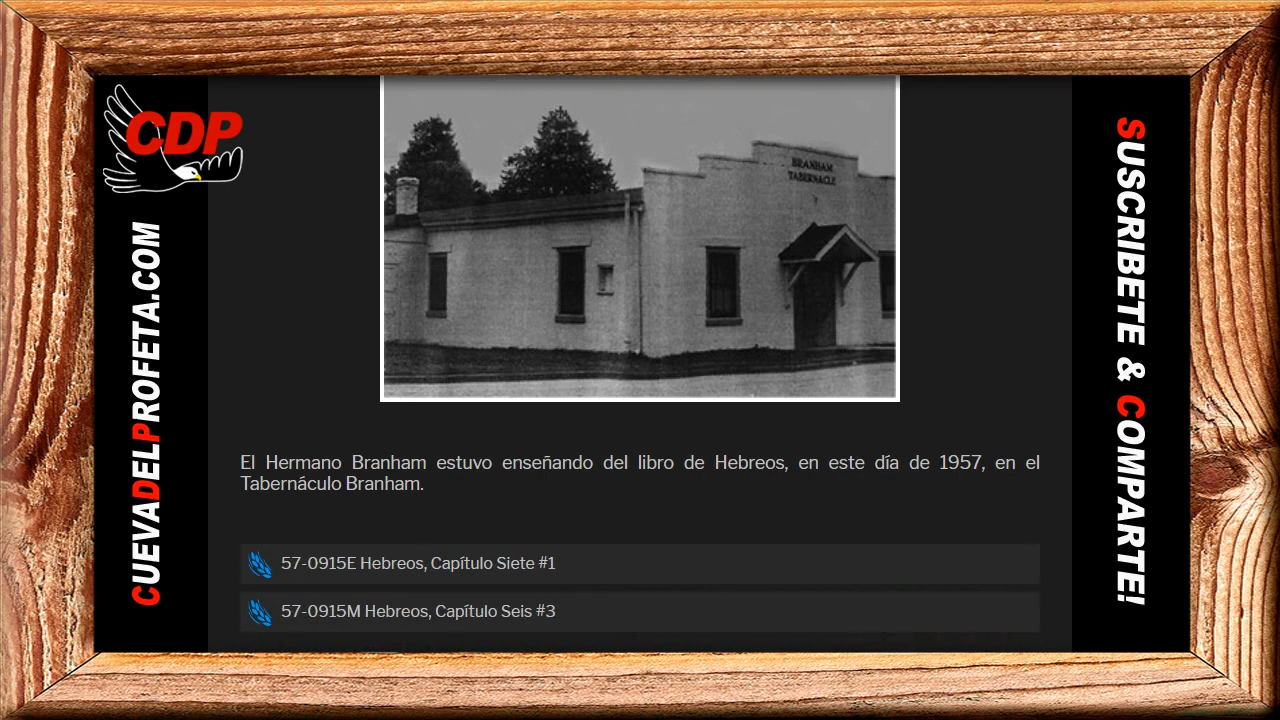 CDP
CUEVADELPROFETA.COM
BRANHAM
TABERNACLE
El Hermano Branham estuvo enseñando del libro de Hebreos, en este día de 1957, en el
Tabernáculo Branham.
57-0915E Hebreos, Capítulo Siete #1
57-0915M Hebreos, Capítulo Seis #3
SUSCRIBETE & COMPARTE!